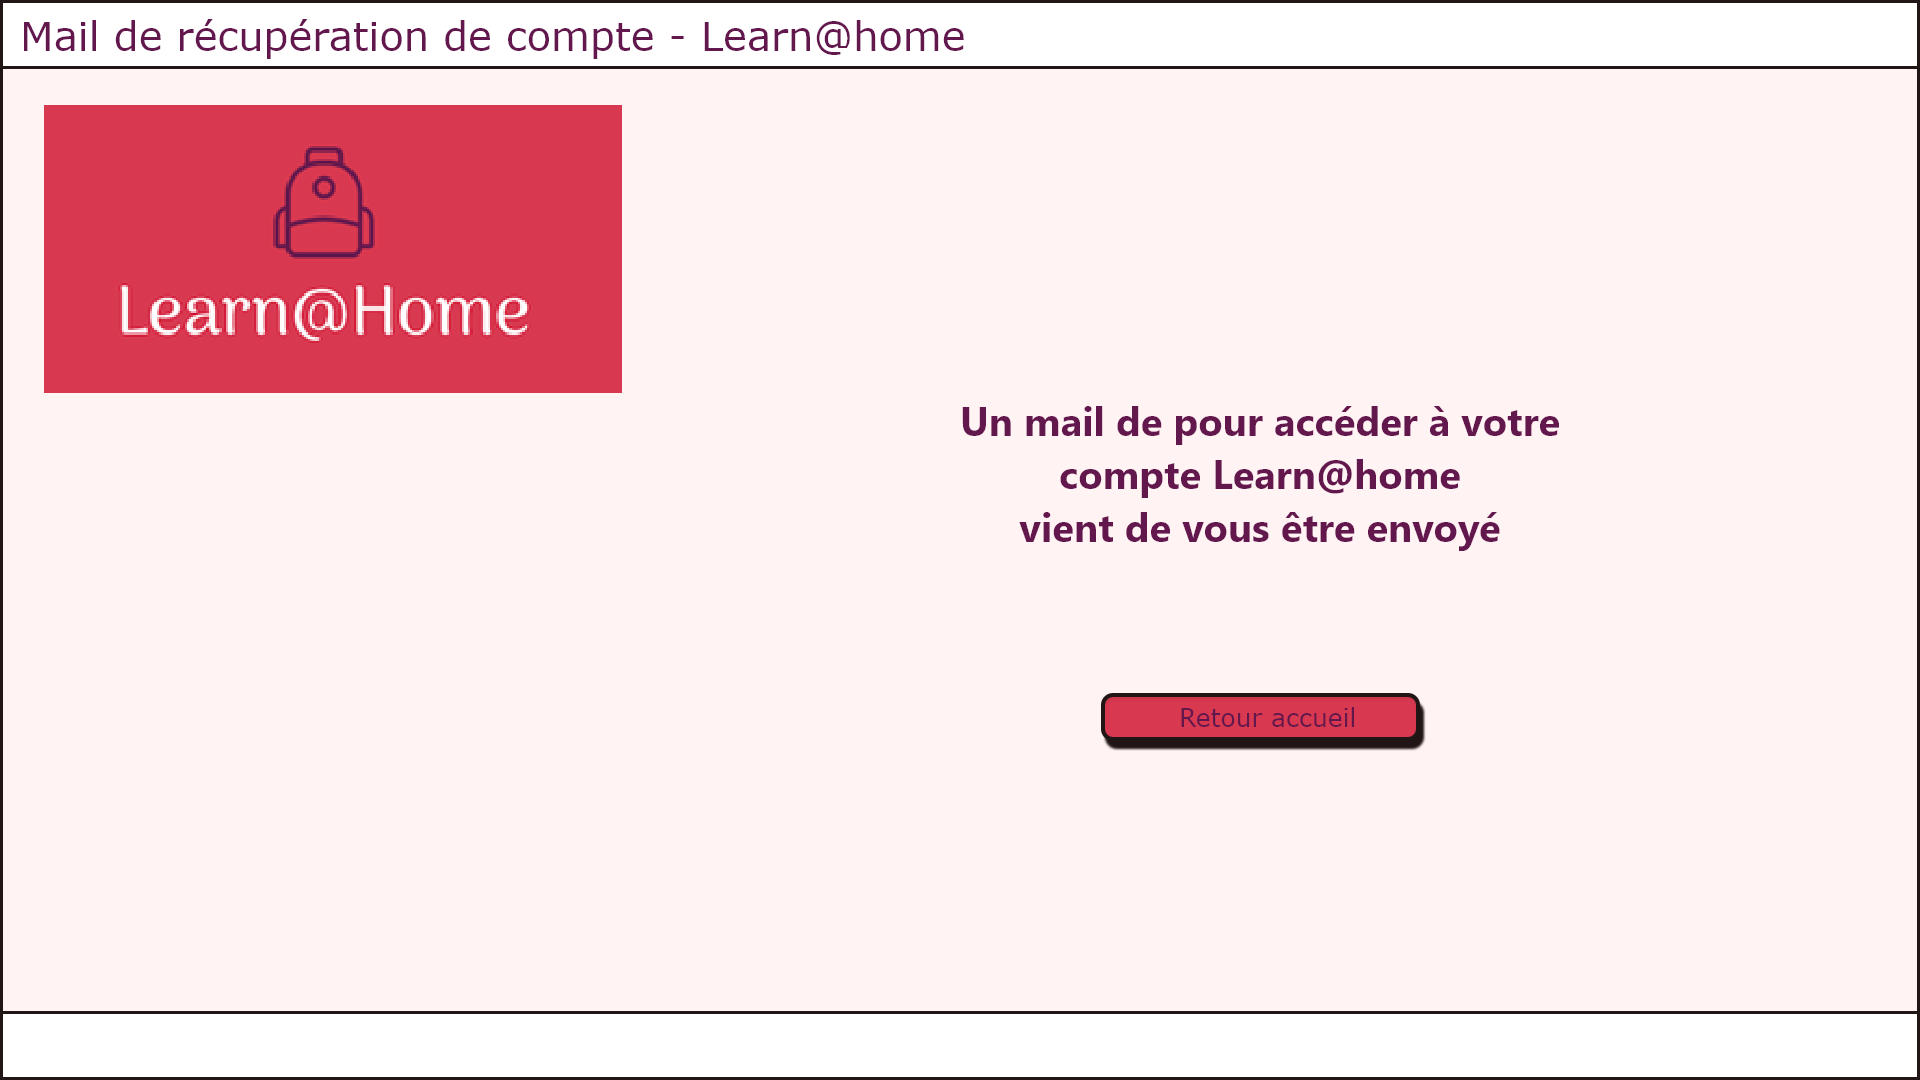 Mail de récupération de compte - Learn@home
Learn@Home
Un mail de pour accéder à votre
compte Learn@home
vient de vous être envoyé
Retour accueil